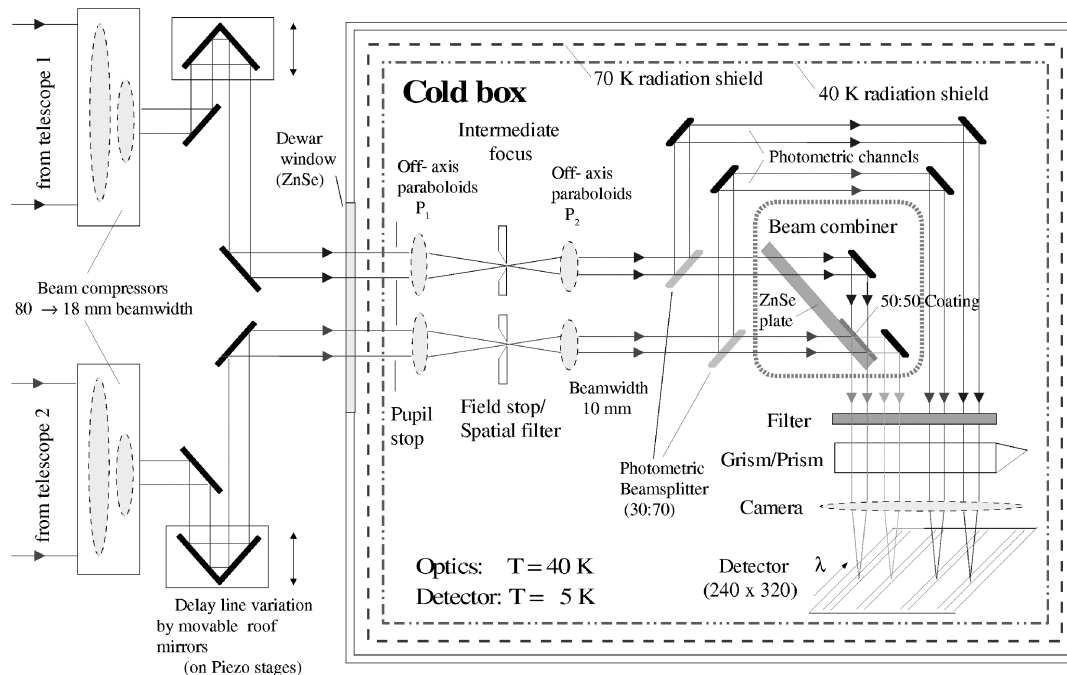 from telescope 1
Beam compressors
80 → 18 mm beamwidth
from telescope 2
Delay line variation
by movable roof
mirrors
(on Piezo stages)
Dewar
window
(ZnSe)
Cold box
70 K radiation shield
40 K radiation shield
Intermediate
focus
Off- axis
paraboloids
P1
Off- axis
paraboloids
P2
Photometric channels
Beam combiner
ZnSe
plate
50:50 Coating
Pupil
stop
Field stop/
Spatial filter
Beamwidth
10 mm
Photometric
Beamsplitter
(30:70)
Filter
Grism/Prism
Camera
Detector
(240 x 320)
λ
Optics: T = 40 K
Detector: T = 5 K